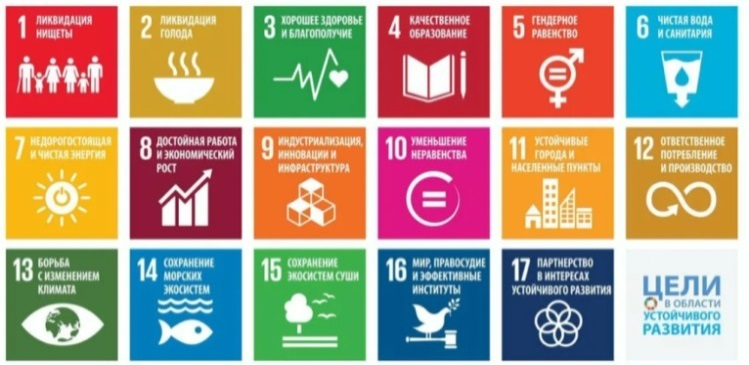 1 ЛИКВИДАЦИЯ
НИЩЕТЫ
2 ЛИКВИДАЦИЯ
ГОЛОДА
3 ХОРОШЕЕ ЗДОРОВЬЕ
И БЛАГОПОЛУЧИЕ
4 КАЧЕСТВЕННОЕ
ОБРАЗОВАНИЕ
5 ГЕНДЕРНОЕ
РАВЕНСТВО
6 ЧИСТАЯ ВОДА
И САНИТАРИЯ
7 НЕДОРОГОСТОЯЩАЯ
И ЧИСТАЯ ЭНЕРГИЯ
8 ДОСТОЙНАЯ РАБОТА
И ЭКОНОМИЧЕСКИЙ
РОСТ
9 ИНДУСТРИАЛИЗАЦИЯ,
ИННОВАЦИИ И
ИНФРАСТРУКТУРА
10 УМЕНЬШЕНИЕ
НЕРАВЕНСТВА
11 УСТОЙЧИВЫЕ
ГОРОДА И
НАСЕЛЕННЫЕ ПУНКТЫ
12 ОТВЕТСТВЕННОЕ
ПОТРЕБЛЕНИЕ
И ПРОИЗВОДСТВО
13 БОРЬБА
С ИЗМЕНЕНИЕМ
КЛИМАТА
14 СОХРАНЕНИЕ
МОРСКИХ
ЭКОСИСТЕМ
15 СОХРАНЕНИЕ
ЭКОСИСТЕМ СУШИ
16 МИР, ПРАВОСУДИЕ
И ЭФФЕКТИВНЫЕ
ИНСТИТУТЫ
17 ПАРТНЕРСТВО
В ИНТЕРЕСАХ
УСТОЙЧИВОГО РАЗВИТИЯ
ЦЕЛИ
В ОБЛАСТИ
УСТОЙЧИВОГО
РАЗВИТИЯ